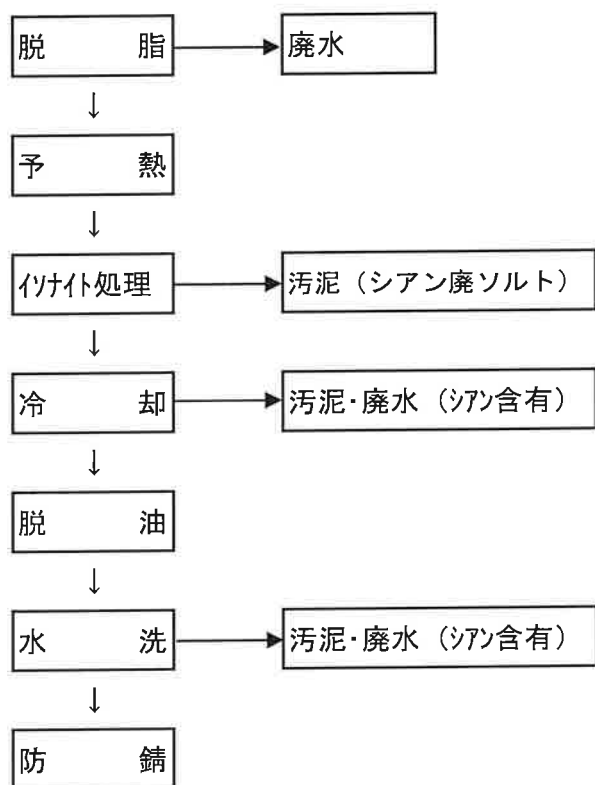 脱　脂
廃水
↓
予　熱
↓
ｲｿﾅｲﾄ処理
汚泥（シアン廃ソルト）
↓
冷　却
汚泥･廃水（ｼｱﾝ含有）
↓
脱　油
↓
水　洗
汚泥･廃水（ｼｱﾝ含有）
↓
防　錆